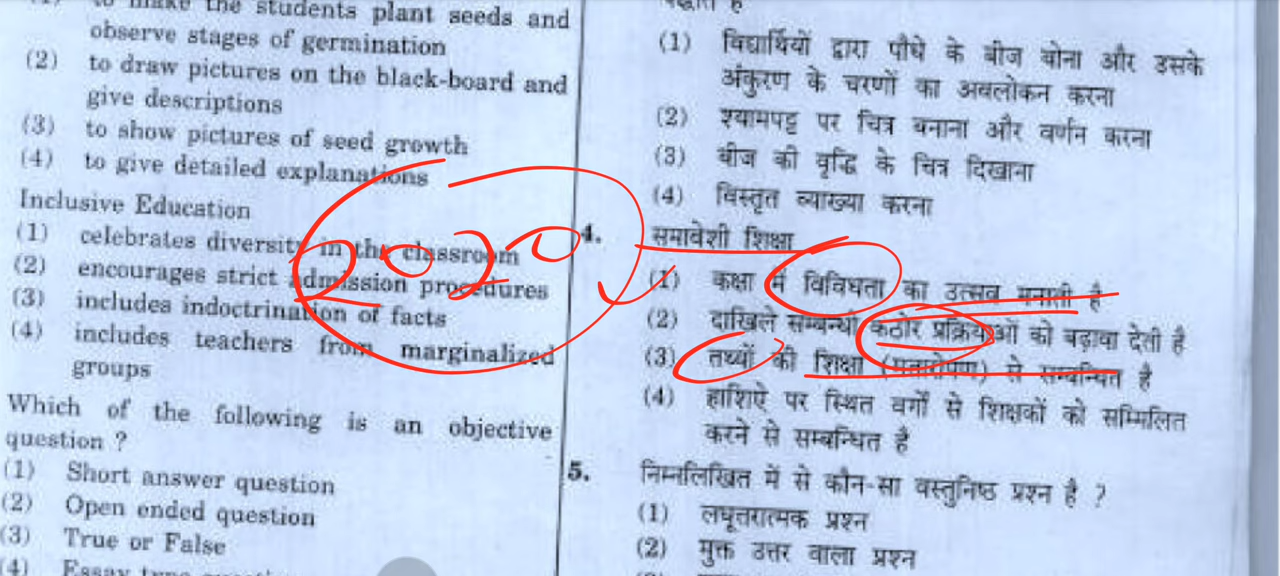 to make the students plant seeds and
observe stages of germination
(2) to draw pictures on the black-board and
give descriptions
(3) to show pictures of seed growth
(4) to give detailed explanations
Inclusive Education
(1) celebrates diversity in the classroom
(2) encourages strict admission procedures
(3) includes indoctrination of facts
(4) includes teachers from marginalized
groups
Which of the following is an objective
question ?
(1) Short answer question
(2) Open ended question
(3) True or False
(4) Essay type
2020
(1) विद्यार्थियों द्वारा पौधे के बीज बोना और उसके
अंकुरण के चरणों का अवलोकन करना
(2) श्यामपट्ट पर चित्र बनाना और वर्णन करना
(3) बीज की वृद्धि के चित्र दिखाना
(4) विस्तृत व्याख्या करना
4. समावेशी शिक्षा
(1) कक्षा में विविधता का उत्सव मनाती है
(2) दाखिले सम्बन्धी कठोर प्रक्रियाओं को बढ़ावा देती है
(3) तथ्यों की शिक्षा (मतारोपण) से सम्बन्धित है
(4) हाशिऐ पर स्थित वर्गों से शिक्षकों को सम्मिलित
करने से सम्बन्धित है
5. निम्नलिखित में से कौन-सा वस्तुनिष्ठ प्रश्न है ?
(1) लघूत्तरात्मक प्रश्न
(2) मुक्त उत्तर वाला प्रश्न